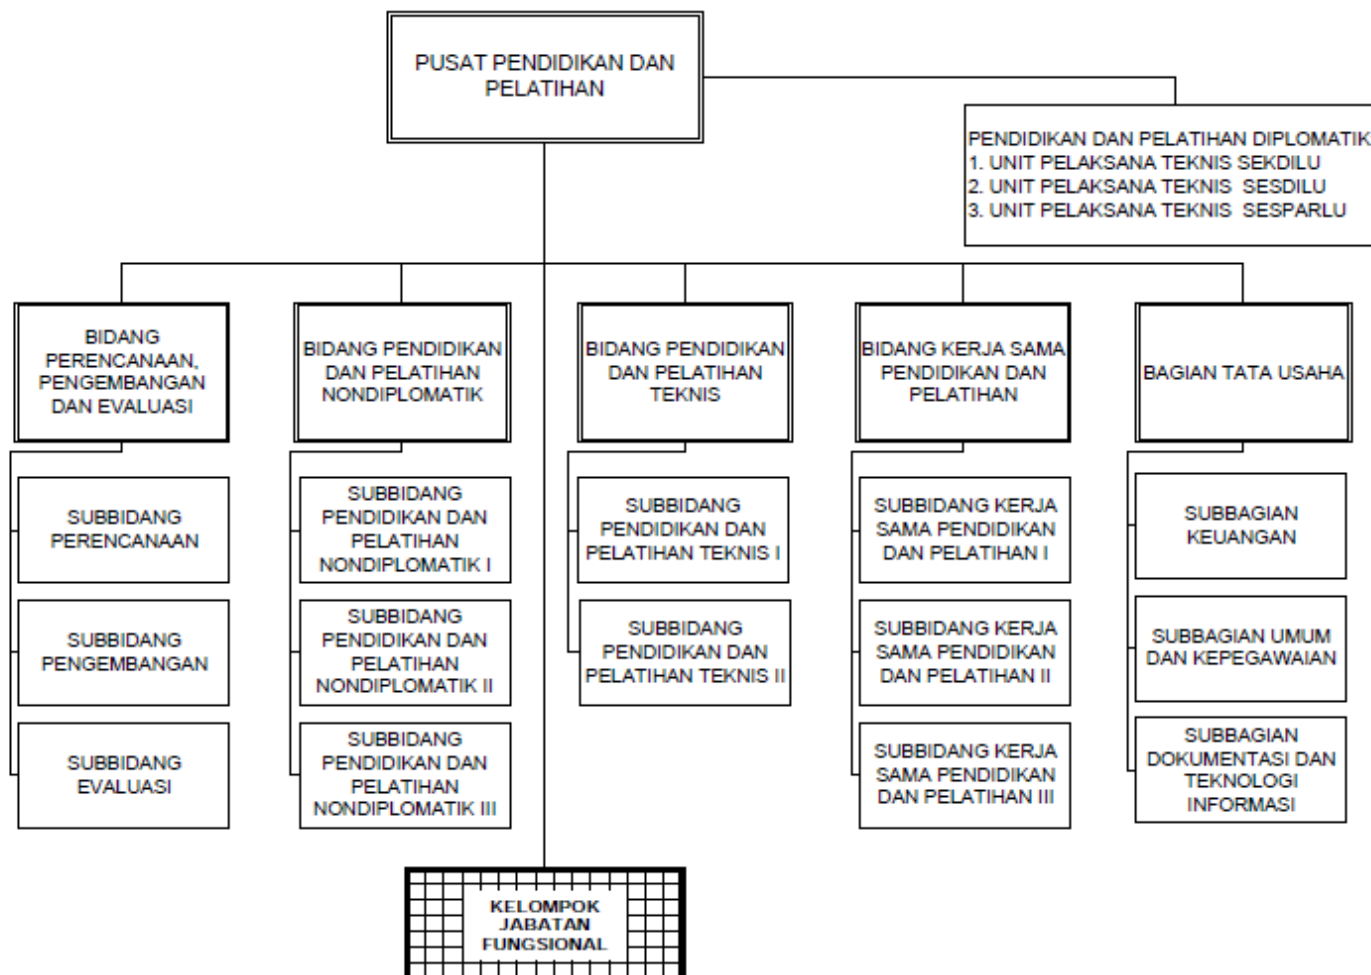 PUSAT PENDIDIKAN DAN
PELATIHAN
PENDIDIKAN DAN PELATIHAN DIPLOMATIK
1. UNIT PELAKSANA TEKNIS SEKDILU
2. UNIT PELAKSANA TEKNIS SESDILU
3. UNIT PELAKSANA TEKNIS SESPARLU
BIDANG
PERENCANAAN,
PENGEMBANGAN
DAN EVALUASI
BIDANG PENDIDIKAN
DAN PELATIHAN
NONDIPLOMATIK
BIDANG PENDIDIKAN
DAN PELATIHAN
TEKNIS
BIDANG KERJA SAMA
PENDIDIKAN DAN
PELATIHAN
BAGIAN TATA USAHA
SUBBIDANG
PERENCANAAN
SUBBIDANG
PENDIDIKAN DAN
PELATIHAN
NONDIPLOMATIK I
SUBBIDANG
PENDIDIKAN DAN
PELATIHAN TEKNIS I
SUBBIDANG KERJA
SAMA PENDIDIKAN
DAN PELATIHAN I
SUBBAGIAN
KEUANGAN
SUBBIDANG
PENGEMBANGAN
SUBBIDANG
PENDIDIKAN DAN
PELATIHAN
NONDIPLOMATIK II
SUBBIDANG
PENDIDIKAN DAN
PELATIHAN TEKNIS II
SUBBIDANG KERJA
SAMA PENDIDIKAN
DAN PELATIHAN II
SUBBAGIAN UMUM
DAN KEPEGAWAIAN
SUBBIDANG
EVALUASI
SUBBIDANG
PENDIDIKAN DAN
PELATIHAN
NONDIPLOMATIK III
SUBBIDANG KERJA
SAMA PENDIDIKAN
DAN PELATIHAN III
SUBBAGIAN
DOKUMENTASI DAN
TEKNOLOGI
INFORMASI
KELOMPOK
JABATAN
FUNGSIONAL